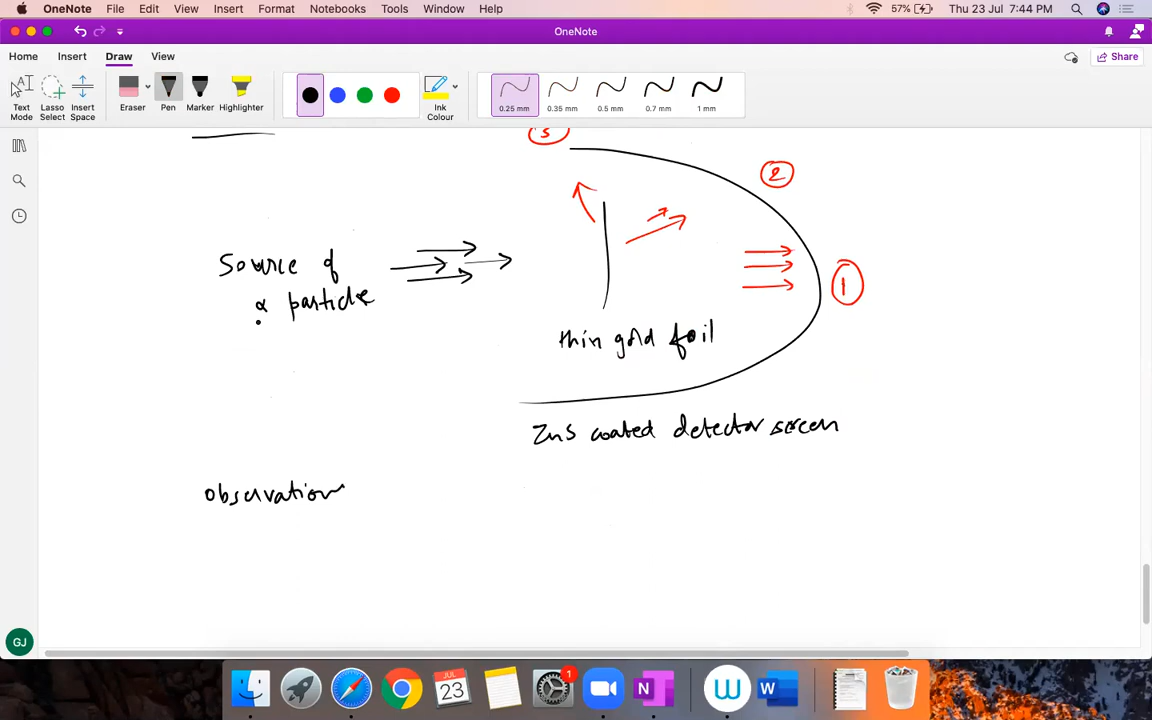 OneNote File Edit View Insert Format Notebooks Tools Window Help 57% Thu 23 Jul 7:44 PM
OneNote
Home Insert Draw View Share
Text Mode Lasso Select Insert Space Eraser Pen Marker Highlighter Ink Colour 0.25 mm 0.35 mm 0.5 mm 0.7 mm 1 mm
3
2
Source of
α particle
1
thin gold foil
ZnS coated detector screen
observation
GJ
JUL
23
1
W